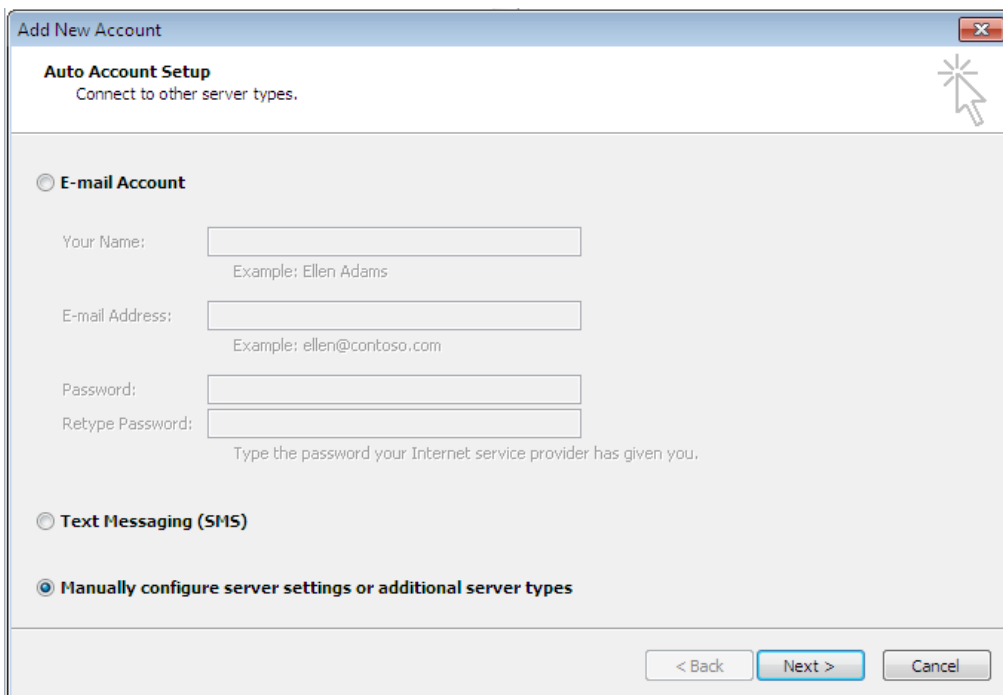 Add New Account
Auto Account Setup
Connect to other server types.
E-mail Account
Your Name:
Example: Ellen Adams
E-mail Address:
Example: ellen@contoso.com
Password:
Retype Password:
Type the password your Internet service provider has given you.
Text Messaging (SMS)
Manually configure server settings or additional server types
< Back Next > Cancel